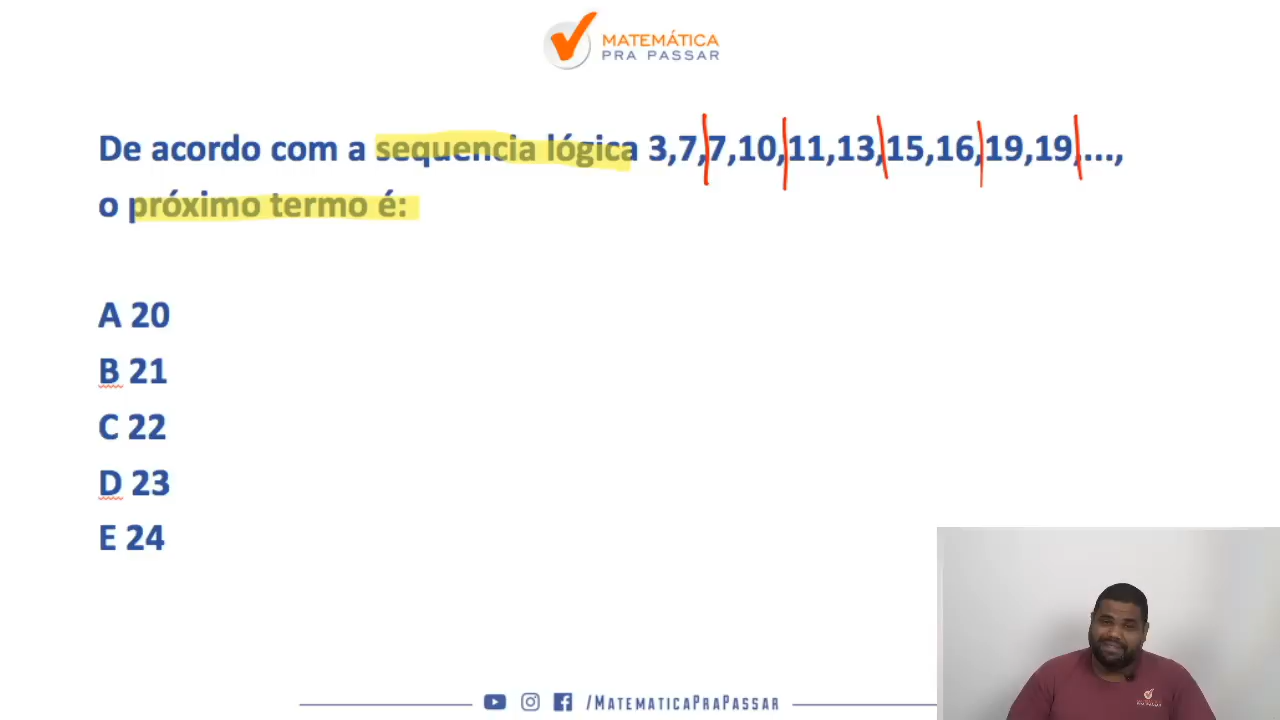 MATEMÁTICA
PRA PASSAR
De acordo com a sequencia lógica 3,7,7,10,11,13,15,16,19,19,...,
o próximo termo é:
A 20
B 21
C 22
D 23
E 24
/MATEMATICAPRAPASSAR